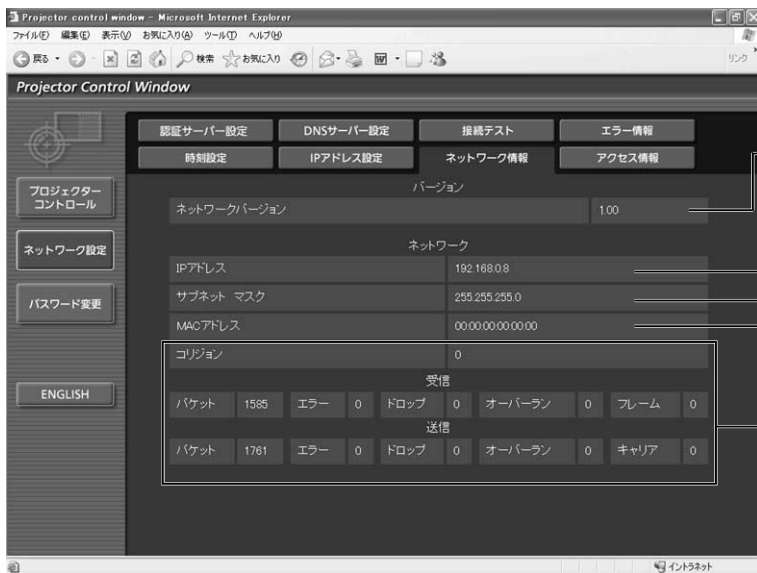 Projector control window - Microsoft Internet Explorer
ファイル(F) 編集(E) 表示(V) お気に入り(A) ツール(T) ヘルプ(H)
戻る 検索 お気に入り リンク
Projector Control Window
認証サーバー設定 DNSサーバー設定 接続テスト エラー情報
時刻設定 IPアドレス設定 ネットワーク情報 アクセス情報
プロジェクター
コントロール
ネットワーク設定
パスワード変更
ENGLISH
バージョン
ネットワークバージョン 1.00
ネットワーク
IPアドレス 192.168.0.8
サブネット マスク 255.255.255.0
MACアドレス 00:00:00:00:00:00
コリジョン 0
受信
パケット 1585 エラー 0 ドロップ 0 オーバーラン 0 フレーム 0
送信
パケット 1761 エラー 0 ドロップ 0 オーバーラン 0 キャリア 0
イントラネット